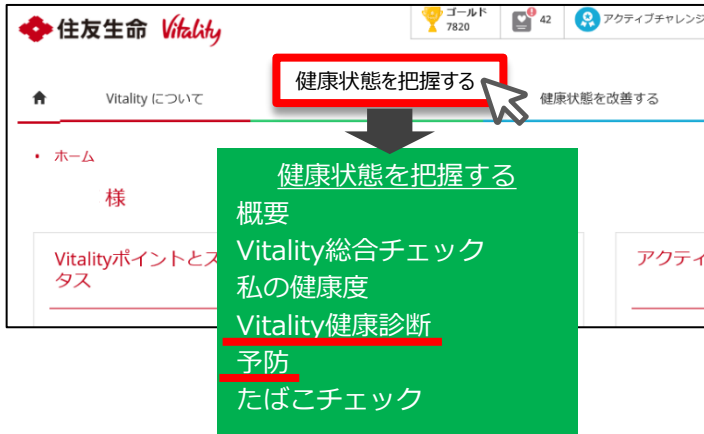 住友生命 Vitality
ゴールド
7820
42
アクティブチャレンジ
Vitality について
健康状態を把握する
健康状態を改善する
・ ホーム
様
Vitalityポイントとス
タス
アクティ
健康状態を把握する
概要
Vitality総合チェック
私の健康度
Vitality健康診断
予防
たばこチェック